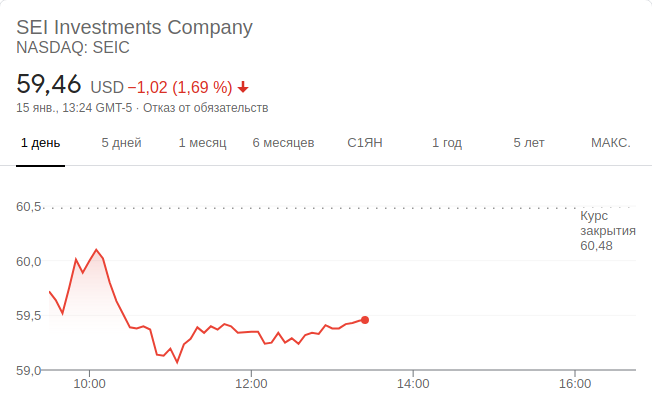 SEI Investments Company
NASDAQ: SEIC
59,46 USD −1,02 (1,69 %)
15 янв., 13:24 GMT-5 · Отказ от обязательств
1 день 5 дней 1 месяц 6 месяцев С1ЯН 1 год 5 лет МАКС.
60,5
Курс
закрытия
60,48
60,0
59,5
59,0
10:00 12:00 14:00 16:00